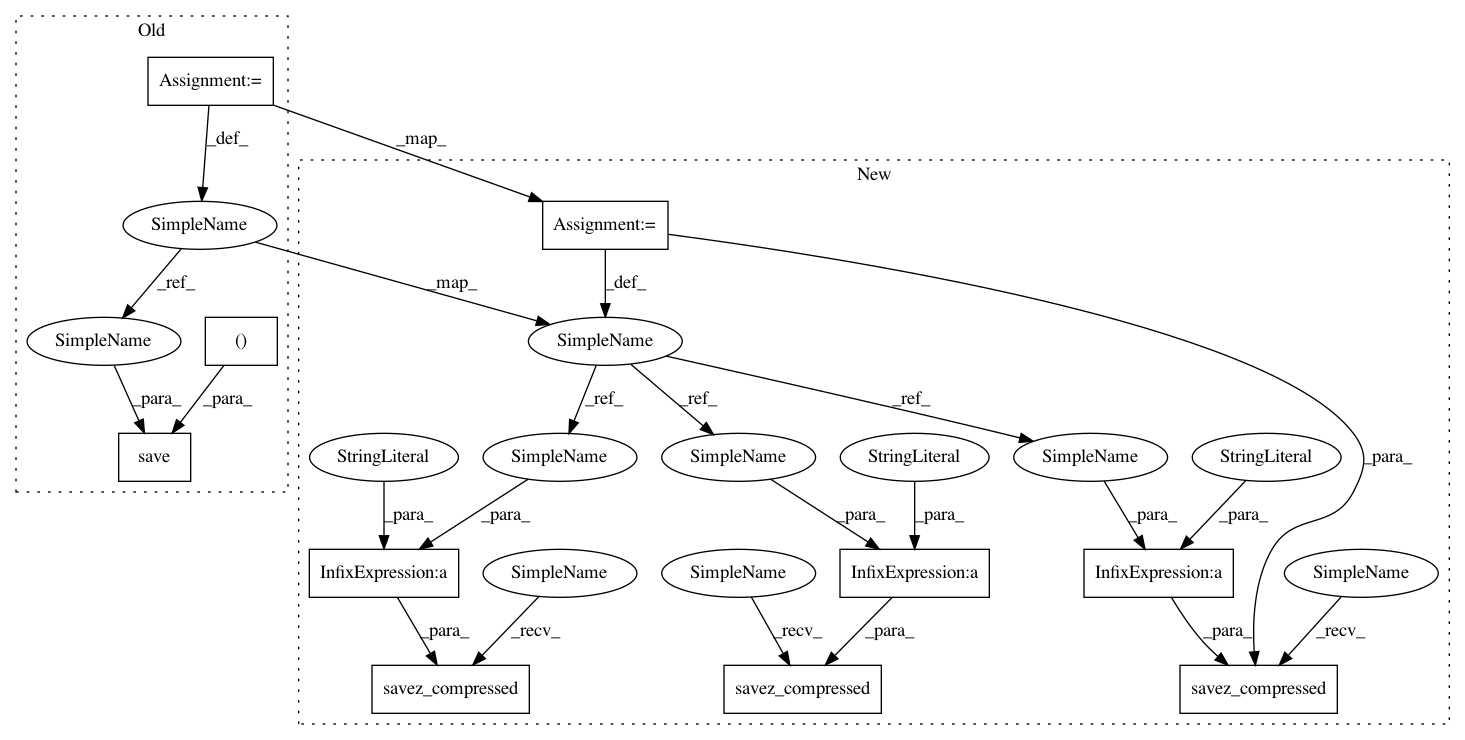 Old
Assignment:=
_def_
_map_
New
SimpleName
Assignment:=
_ref_
_map_
_def_
SimpleName
()
SimpleName
_para_
_para_
_ref_
_ref_
_ref_
save
StringLiteral
SimpleName
SimpleName
StringLiteral
SimpleName
StringLiteral
_para_
_para_
_para_
_para_
_para_
_para_
_para_
InfixExpression:a
SimpleName
SimpleName
InfixExpression:a
InfixExpression:a
SimpleName
_para_
_recv_
_recv_
_para_
_para_
_recv_
savez_compressed
savez_compressed
savez_compressed